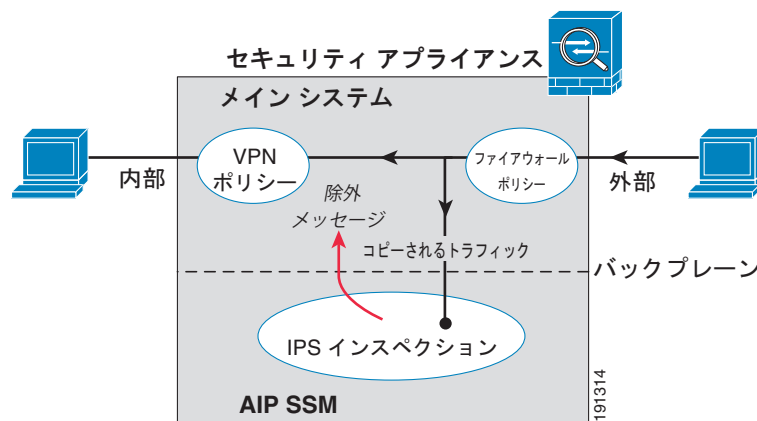 セキュリティ アプライアンス
メイン システム
VPN
ポリシー
ファイアウォール
ポリシー
内部
外部
除外
メッセージ
コピーされるトラフィック
バックプレーン
IPS インスペクション
AIP SSM
191314